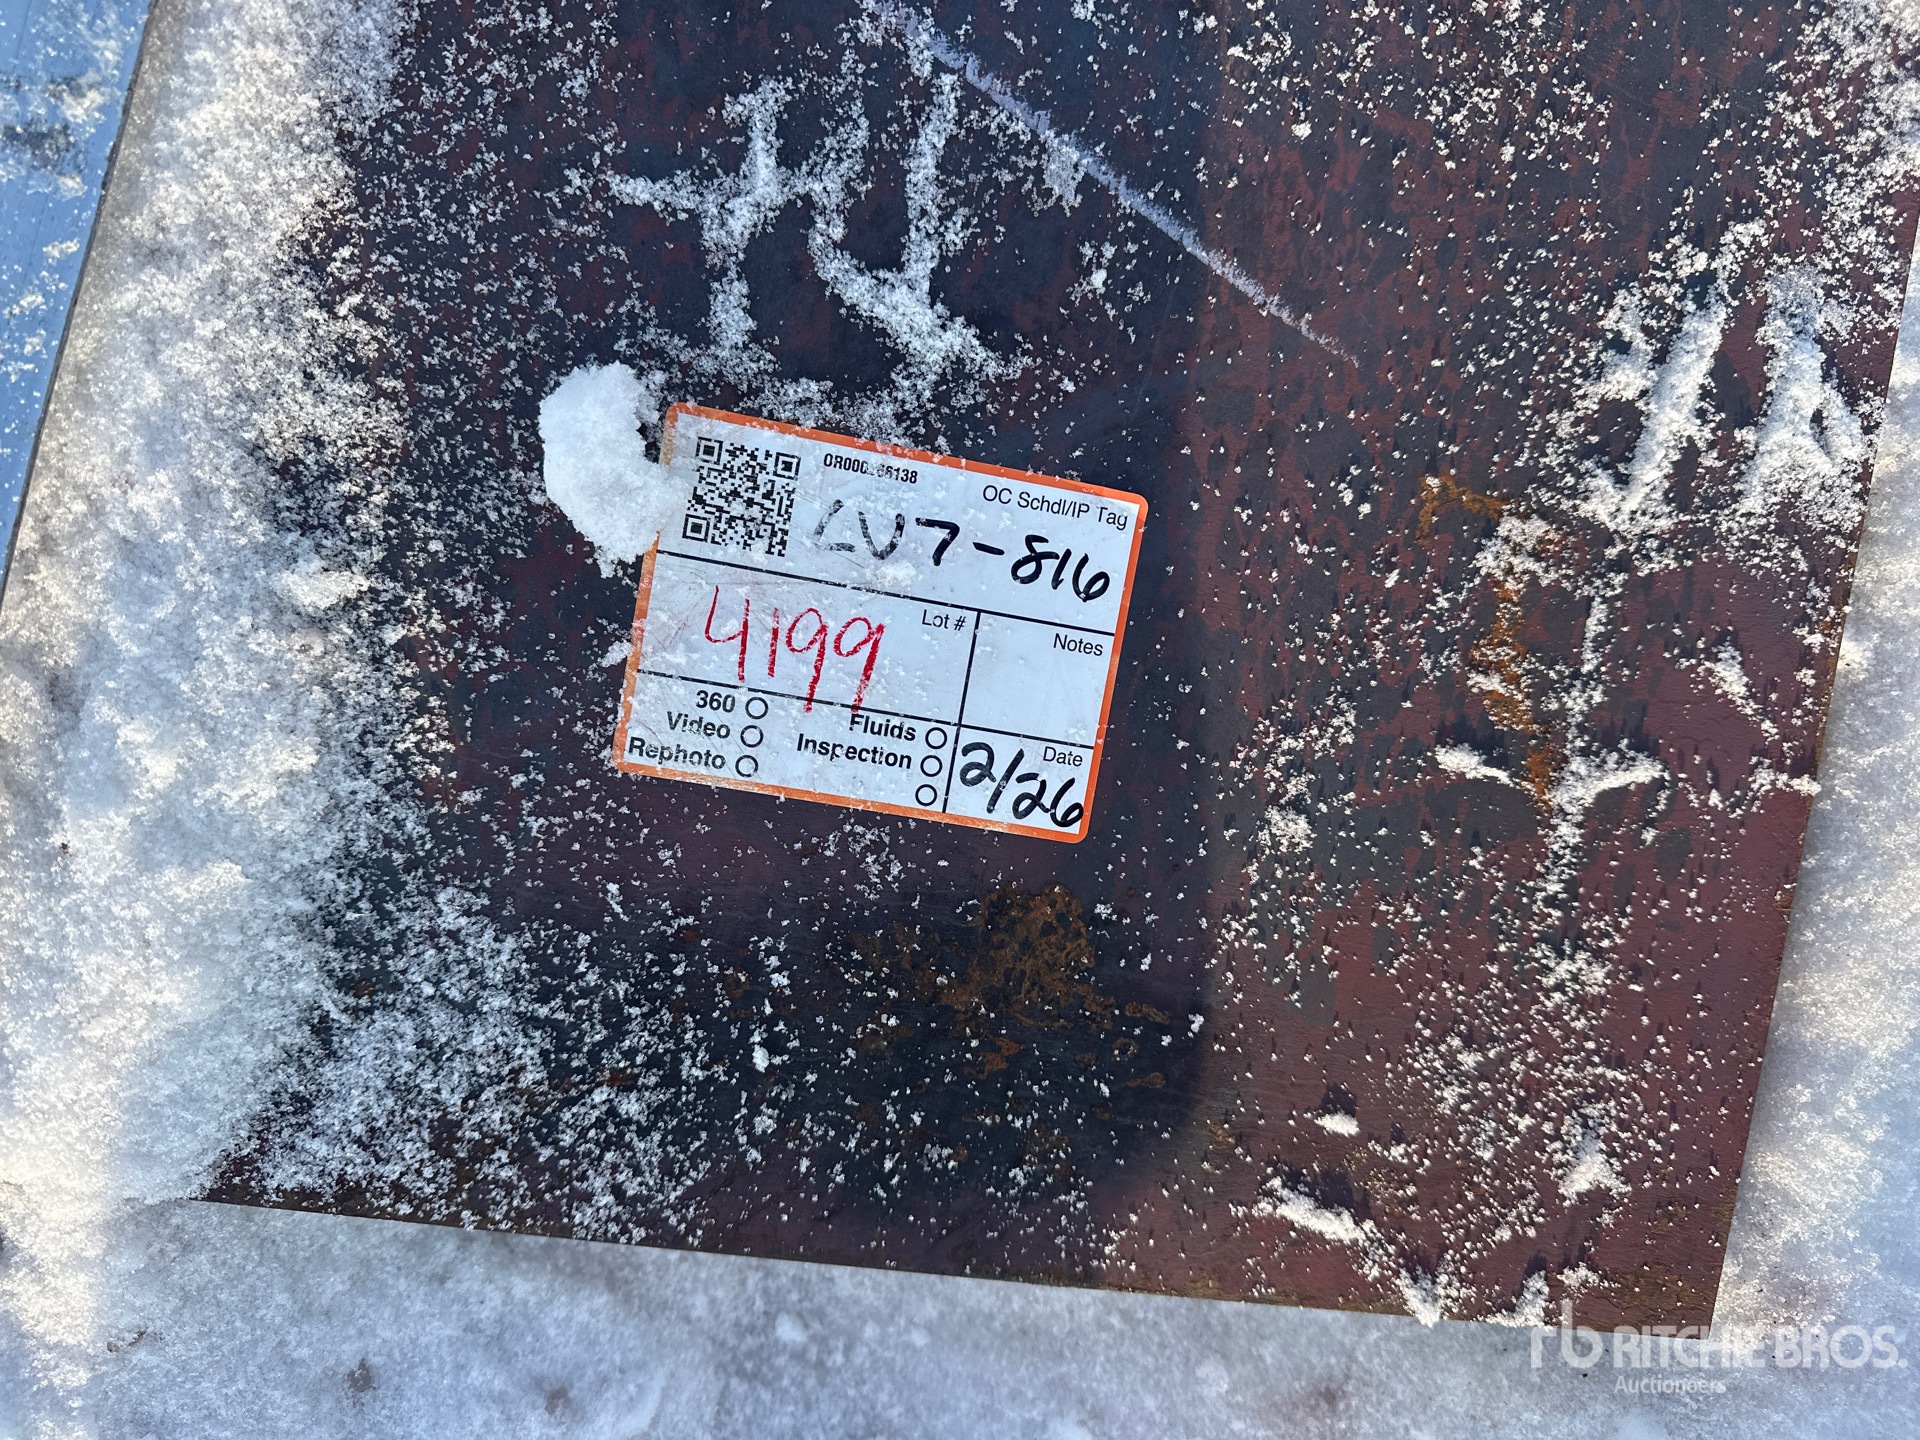 OC Schdl/IP Tag
LV7-816
Lot #
4199
Notes
360
Video
Rephoto
Fluids
Inspection
Date
2/26
rb RITCHIE BROS.
Auctioneers